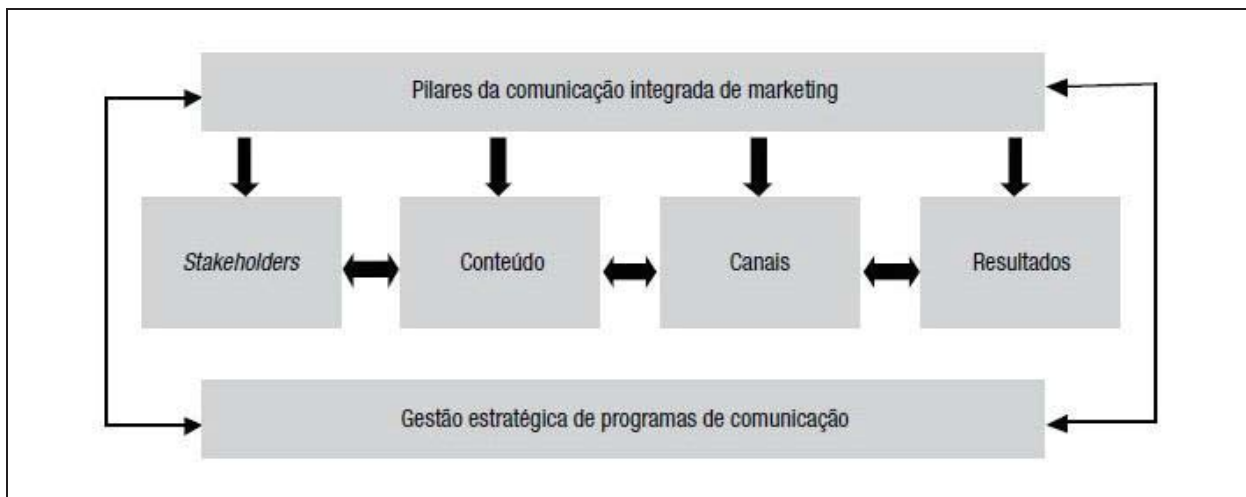 Pilares da comunicação integrada de marketing
Stakeholders
Conteúdo
Canais
Resultados
Gestão estratégica de programas de comunicação